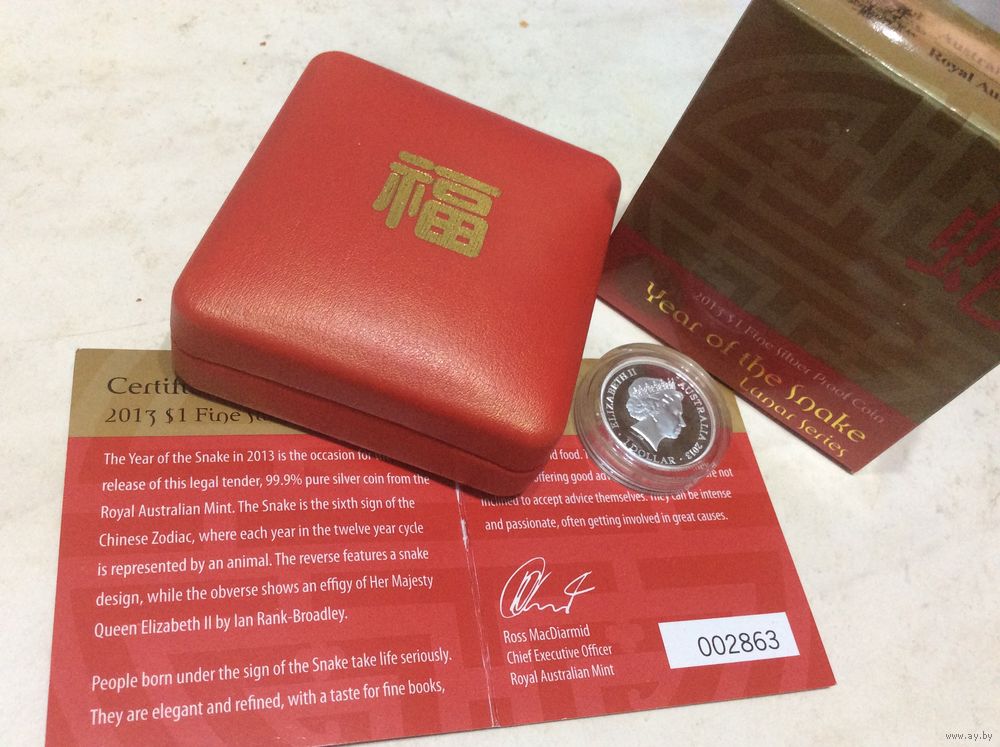 福
Royal Au
2013 $1 Fine Silver Proof Coin
Year of the Snake
Lunar Series
ELIZABETH II AUSTRALIA 2013
1 DOLLAR
2013 $1 Fine
The Year of the Snake in 2013 is the occasion for
release of this legal tender, 99.9% pure silver coin from the
Royal Australian Mint. The Snake is the sixth sign of the
Chinese Zodiac, where each year in the twelve year cycle
is represented by an animal. The reverse features a snake
design, while the obverse shows an effigy of Her Majesty
Queen Elizabeth II by Ian Rank-Broadley.
People born under the sign of the Snake take life seriously.
They are elegant and refined, with a taste for fine books,
food.
offering good
not
inclined to accept advice themselves. They can be intense
and passionate, often getting involved in great causes.
Ross MacDiarmid
Chief Executive Officer
Royal Australian Mint
002863
www.ay.by